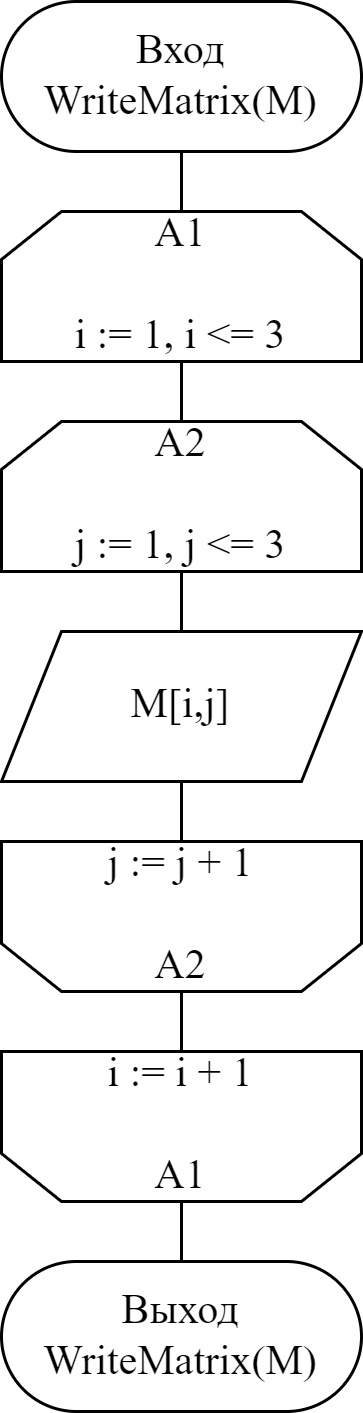 Вход
WriteMatrix(M)
A1
i := 1, i <= 3
A2
j := 1, j <= 3
M[i,j]
j := j + 1
A2
i := i + 1
A1
Выход
WriteMatrix(M)